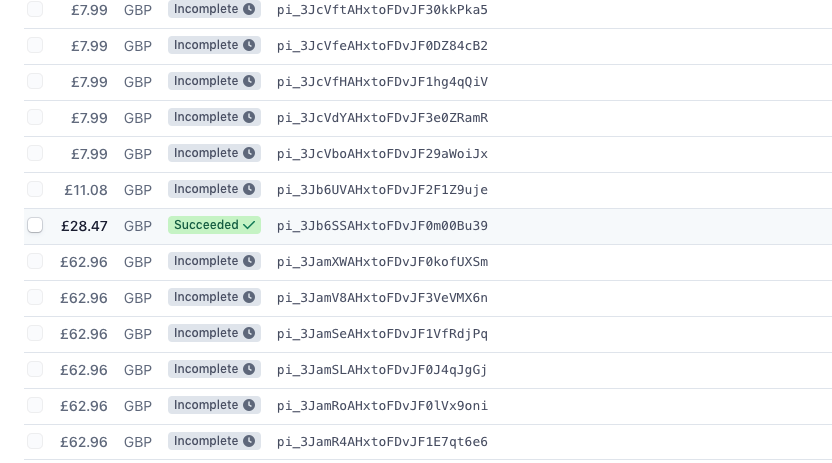 £7.99 GBP Incomplete pi_3JcVftAHxtoFDvJF30kkPka5
£7.99 GBP Incomplete pi_3JcVfeAHxtoFDvJF0DZ84cB2
£7.99 GBP Incomplete pi_3JcVfHAHxtoFDvJF1hg4qQiV
£7.99 GBP Incomplete pi_3JcVdYAHxtoFDvJF3e0ZRamR
£7.99 GBP Incomplete pi_3JcVboAHxtoFDvJF29aWoiJx
£11.08 GBP Incomplete pi_3Jb6UVAHxtoFDvJF2F1Z9uje
£28.47 GBP Succeeded pi_3Jb6SSAHxtoFDvJF0m00Bu39
£62.96 GBP Incomplete pi_3JamXWAHxtoFDvJF0kofUXSm
£62.96 GBP Incomplete pi_3JamV8AHxtoFDvJF3VeVMX6n
£62.96 GBP Incomplete pi_3JamSeAHxtoFDvJF1VfRdjPq
£62.96 GBP Incomplete pi_3JamSLAHxtoFDvJF0J4qJgGj
£62.96 GBP Incomplete pi_3JamRoAHxtoFDvJF0lVx9oni
£62.96 GBP Incomplete pi_3JamR4AHxtoFDvJF1E7qt6e6